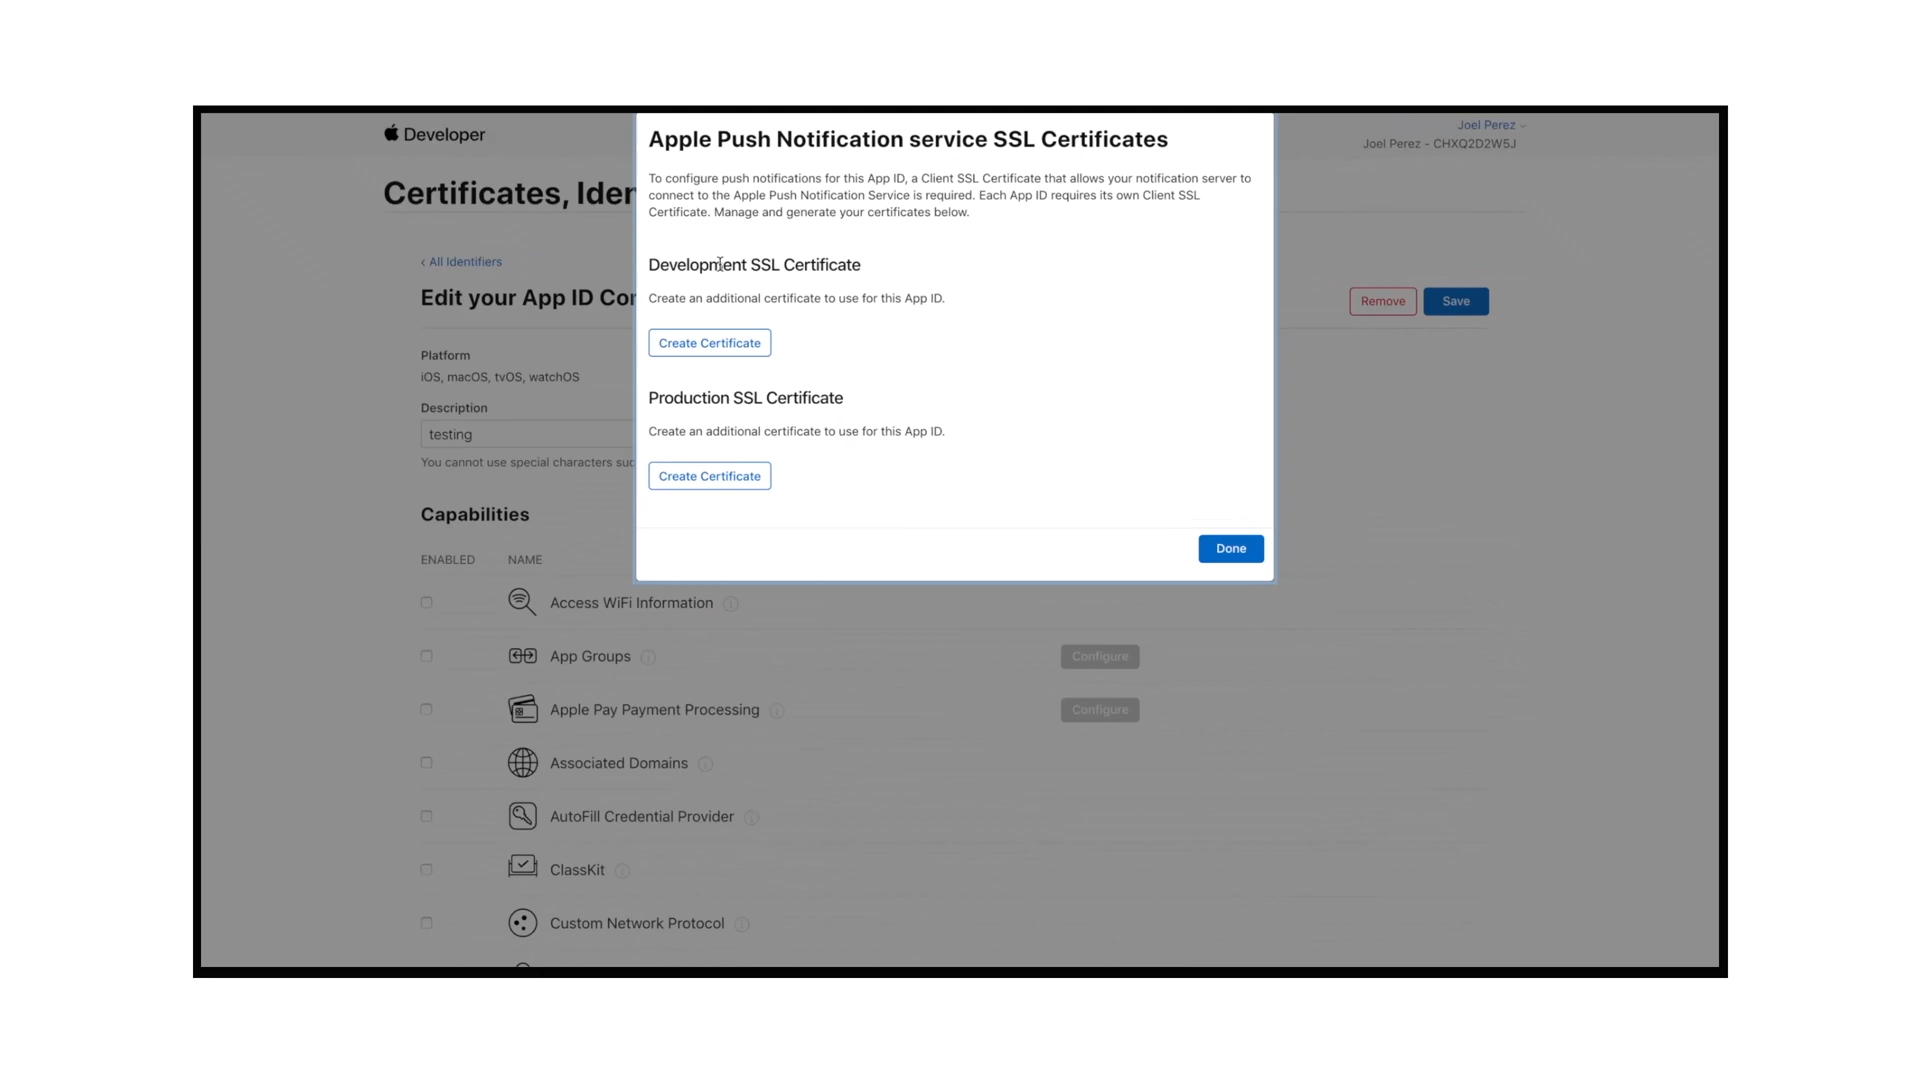 Developer
Joel Perez
Joel Perez - CHXQ2D2W5J
Certificates, Iden
Apple Push Notification service SSL Certificates
To configure push notifications for this App ID, a Client SSL Certificate that allows your notification server to
connect to the Apple Push Notification Service is required. Each App ID requires its own Client SSL
Certificate. Manage and generate your certificates below.
Development SSL Certificate
Create an additional certificate to use for this App ID.
Create Certificate
Production SSL Certificate
Create an additional certificate to use for this App ID.
Create Certificate
Done
‹ All Identifiers
Edit your App ID Con
Remove
Save
Platform
iOS, macOS, tvOS, watchOS
Description
testing
You cannot use special characters suc
Capabilities
ENABLED NAME
Access WiFi Information
App Groups
Configure
Apple Pay Payment Processing
Configure
Associated Domains
AutoFill Credential Provider
ClassKit
Custom Network Protocol